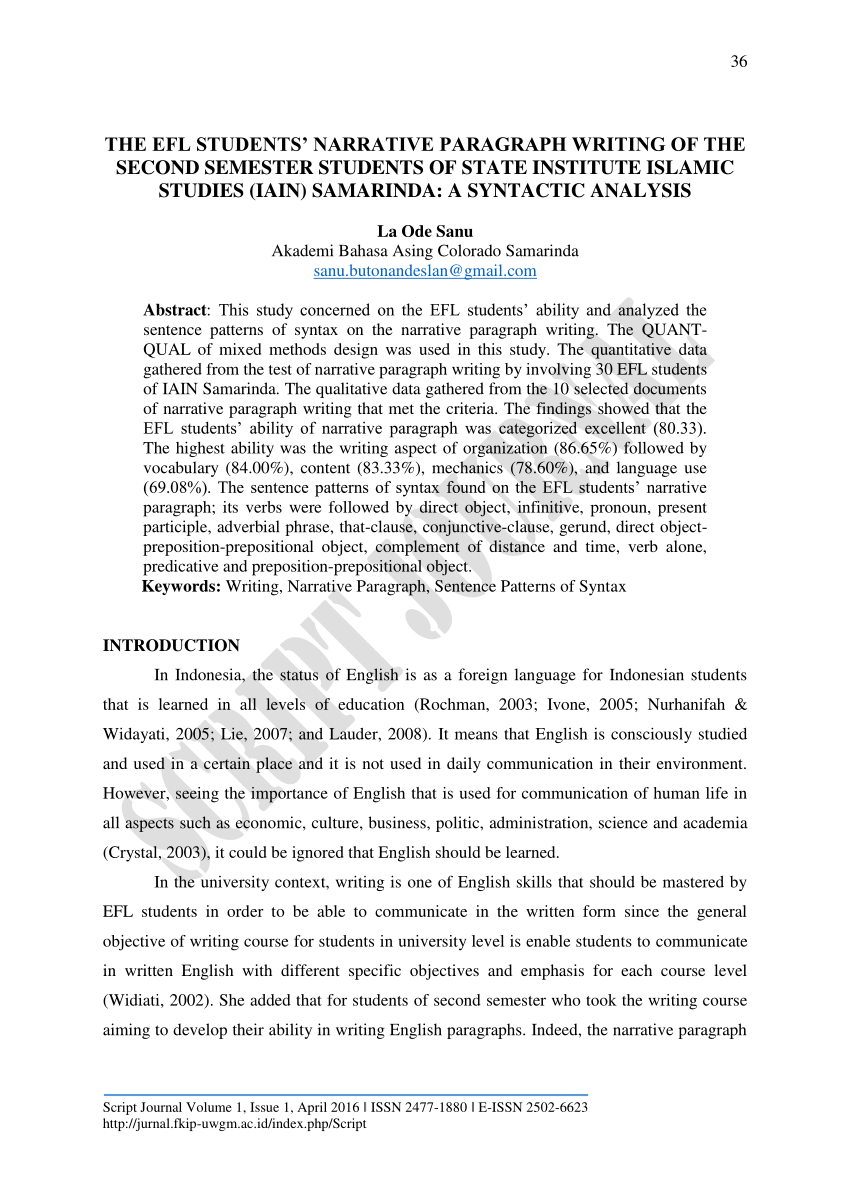 36
THE EFL STUDENTS’ NARRATIVE PARAGRAPH WRITING OF THE
SECOND SEMESTER STUDENTS OF STATE INSTITUTE ISLAMIC
STUDIES (IAIN) SAMARINDA: A SYNTACTIC ANALYSIS
La Ode Sanu
Akademi Bahasa Asing Colorado Samarinda
sanu.butonandeslan@gmail.com
Abstract: This study concerned on the EFL students’ ability and analyzed the
sentence patterns of syntax on the narrative paragraph writing. The QUANT-
QUAL of mixed methods design was used in this study. The quantitative data
gathered from the test of narrative paragraph writing by involving 30 EFL students
of IAIN Samarinda. The qualitative data gathered from the 10 selected documents
of narrative paragraph writing that met the criteria. The findings showed that the
EFL students’ ability of narrative paragraph was categorized excellent (80.33).
The highest ability was the writing aspect of organization (86.65%) followed by
vocabulary (84.00%), content (83.33%), mechanics (78.60%), and language use
(69.08%). The sentence patterns of syntax found on the EFL students’ narrative
paragraph; its verbs were followed by direct object, infinitive, pronoun, present
participle, adverbial phrase, that-clause, conjunctive-clause, gerund, direct object-
preposition-prepositional object, complement of distance and time, verb alone,
predicative and preposition-prepositional object.
Keywords: Writing, Narrative Paragraph, Sentence Patterns of Syntax
INTRODUCTION
In Indonesia, the status of English is as a foreign language for Indonesian students
that is learned in all levels of education (Rochman, 2003; Ivone, 2005; Nurhanifah &
Widayati, 2005; Lie, 2007; and Lauder, 2008). It means that English is consciously studied
and used in a certain place and it is not used in daily communication in their environment.
However, seeing the importance of English that is used for communication of human life in
all aspects such as economic, culture, business, politic, administration, science and academia
(Crystal, 2003), it could be ignored that English should be learned.
In the university context, writing is one of English skills that should be mastered by
EFL students in order to be able to communicate in the written form since the general
objective of writing course for students in university level is enable students to communicate
in written English with different specific objectives and emphasis for each course level
(Widiati, 2002). She added that for students of second semester who took the writing course
aiming to develop their ability in writing English paragraphs. Indeed, the narrative paragraph
SCRIPT JOURNAL
Script Journal Volume 1, Issue 1, April 2016 | ISSN 2477-1880 | E-ISSN 2502-6623
http://jurnal.fkip-uwgm.ac.id/index.php/Script